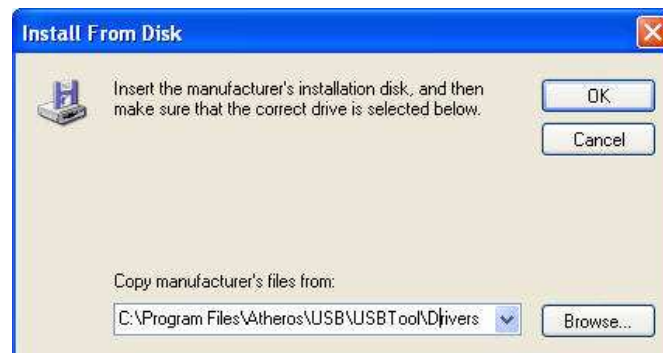 Install From Disk
Insert the manufacturer's installation disk, and then
make sure that the correct drive is selected below.
OK
Cancel
Copy manufacturer's files from:
C:\Program Files\Atheros\USB\USBTool\Drivers
Browse...